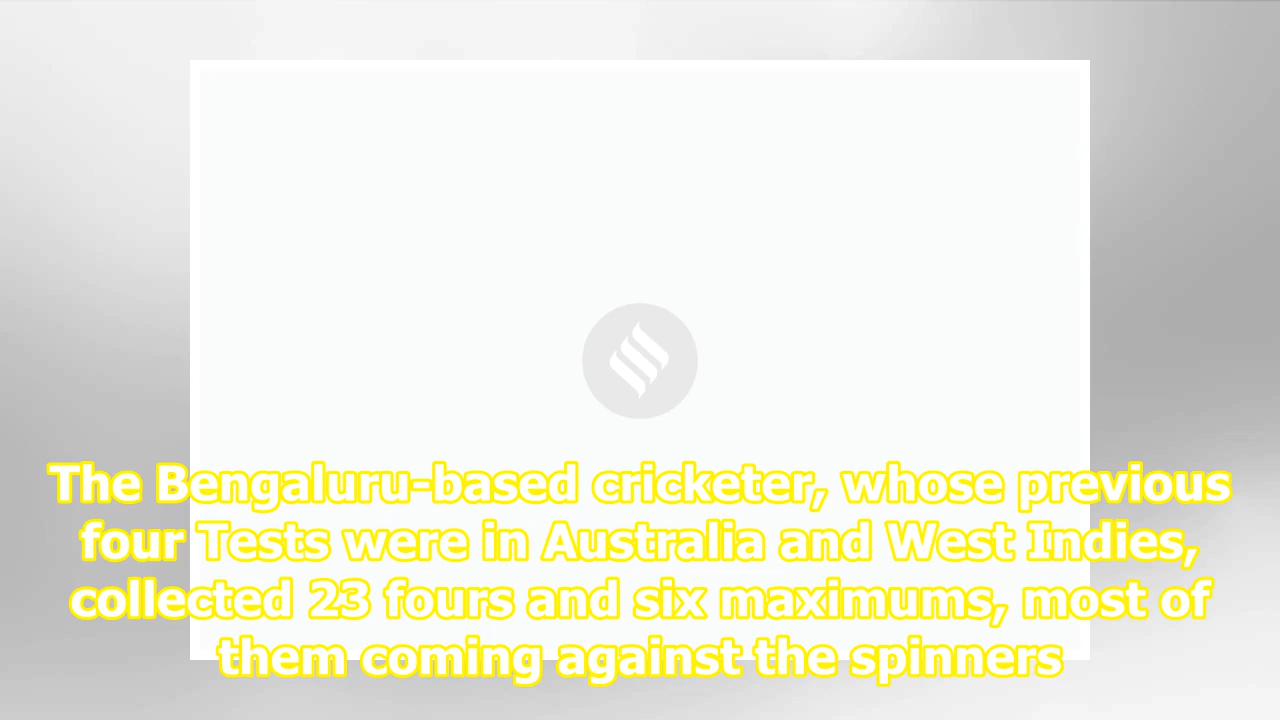 The Bengaluru-based cricketer, whose previous
four Tests were in Australia and West Indies,
collected 23 fours and six maximums, most of
them coming against the spinners